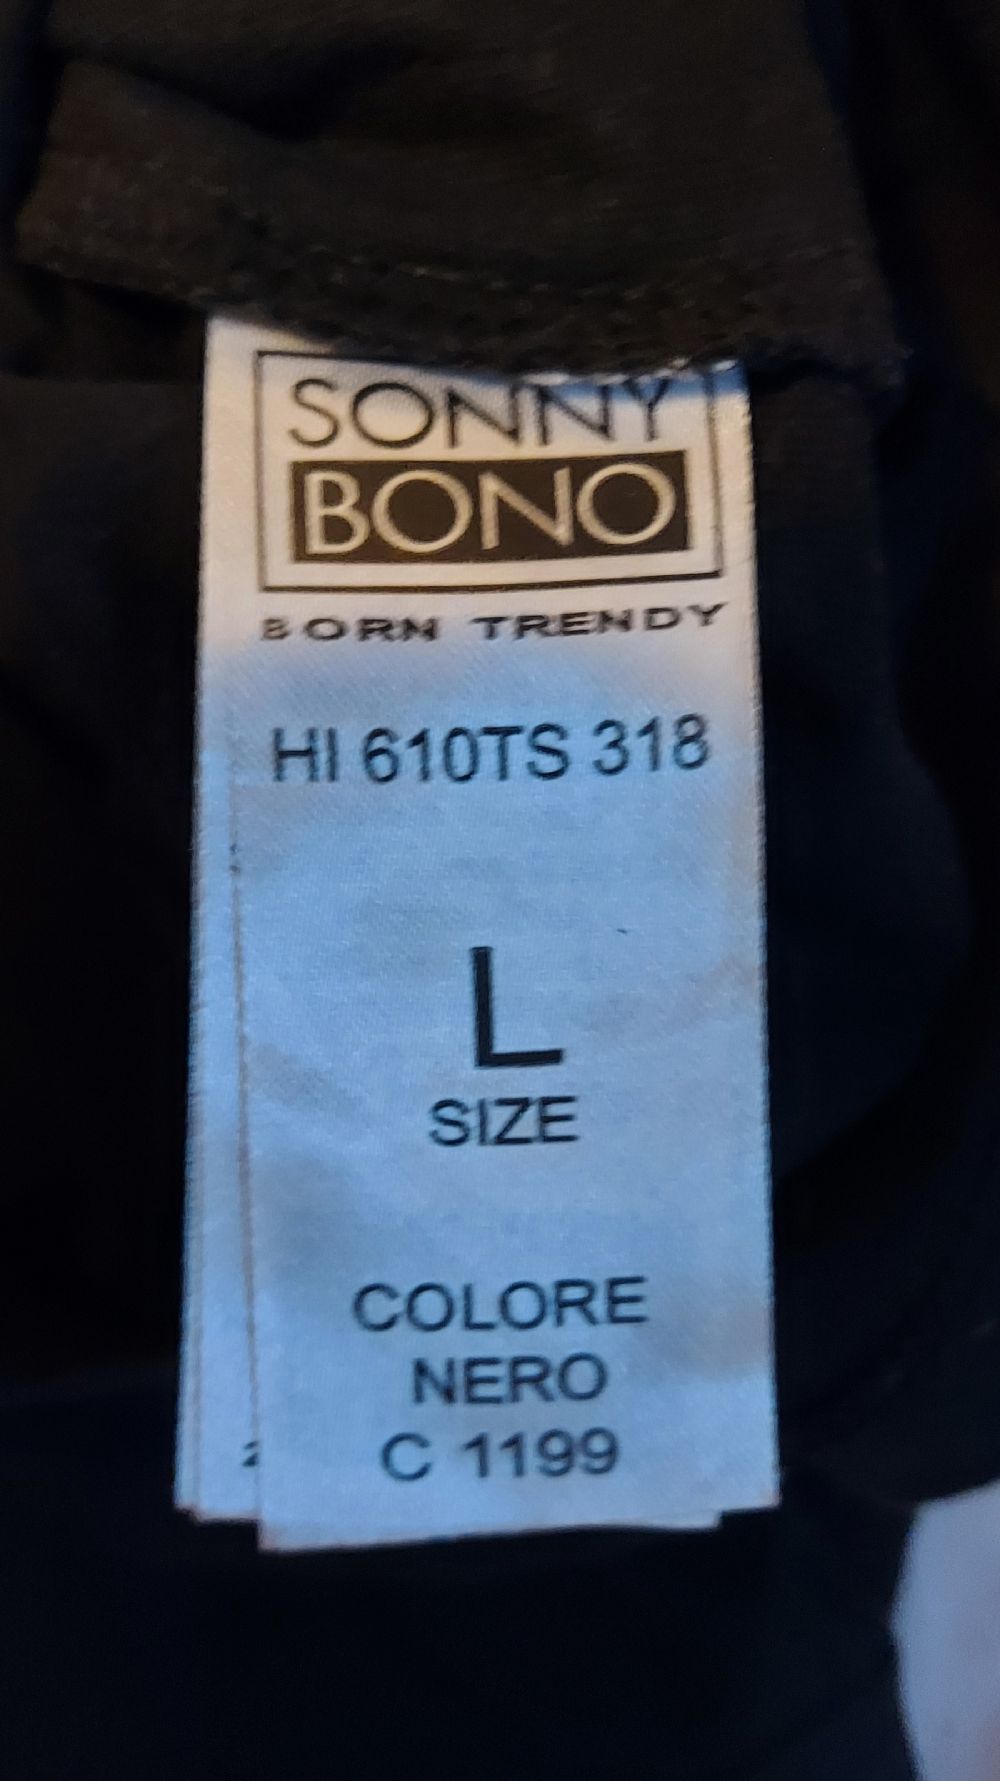 SONNY
BONO
BORN TRENDY
HI 610TS 318
L
SIZE
COLORE
NERO
C 1199